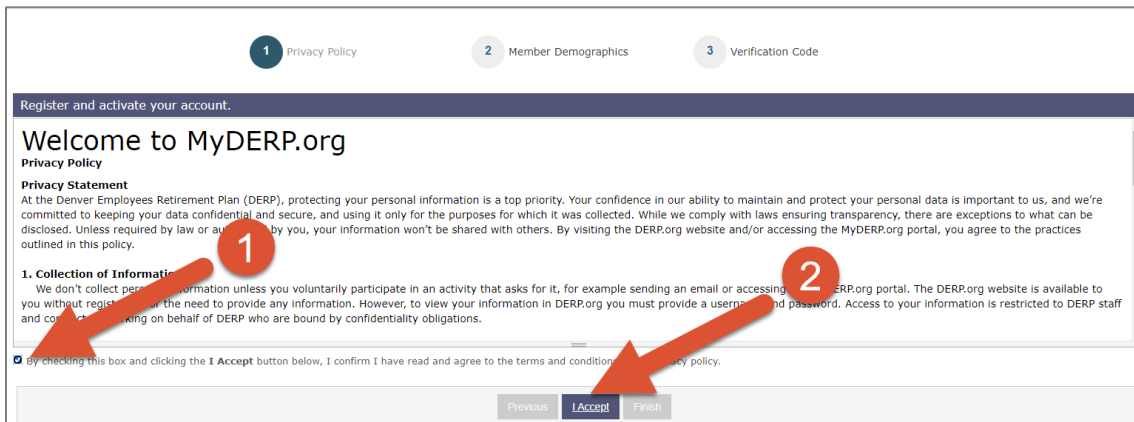 1 Privacy Policy 2 Member Demographics 3 Verification Code
Register and activate your account.
Welcome to MyDERP.org
Privacy Policy
Privacy Statement
At the Denver Employees Retirement Plan (DERP), protecting your personal information is a top priority. Your confidence in our ability to maintain and protect your personal data is important to us, and we're
committed to keeping your data confidential and secure, and using it only for the purposes for which it was collected. While we comply with laws ensuring transparency, there are exceptions to what can be
disclosed. Unless required by law or au by you, your information won't be shared with others. By visiting the DERP.org website and/or accessing the MyDERP.org portal, you agree to the practices
outlined in this policy.
1
2
1. Collection of Informatio
We don't collect pers formation unless you voluntarily participate in an activity that asks for it, for example sending an email or accessing ERP.org portal. The DERP.org website is available to
you without regist r the need to provide any information. However, to view your information in DERP.org you must provide a userna nd password. Access to your information is restricted to DERP staff
and co king on behalf of DERP who are bound by confidentiality obligations.
By checking this box and clicking the I Accept button below, I confirm I have read and agree to the terms and condition cy policy.
Previous I Accept Finish